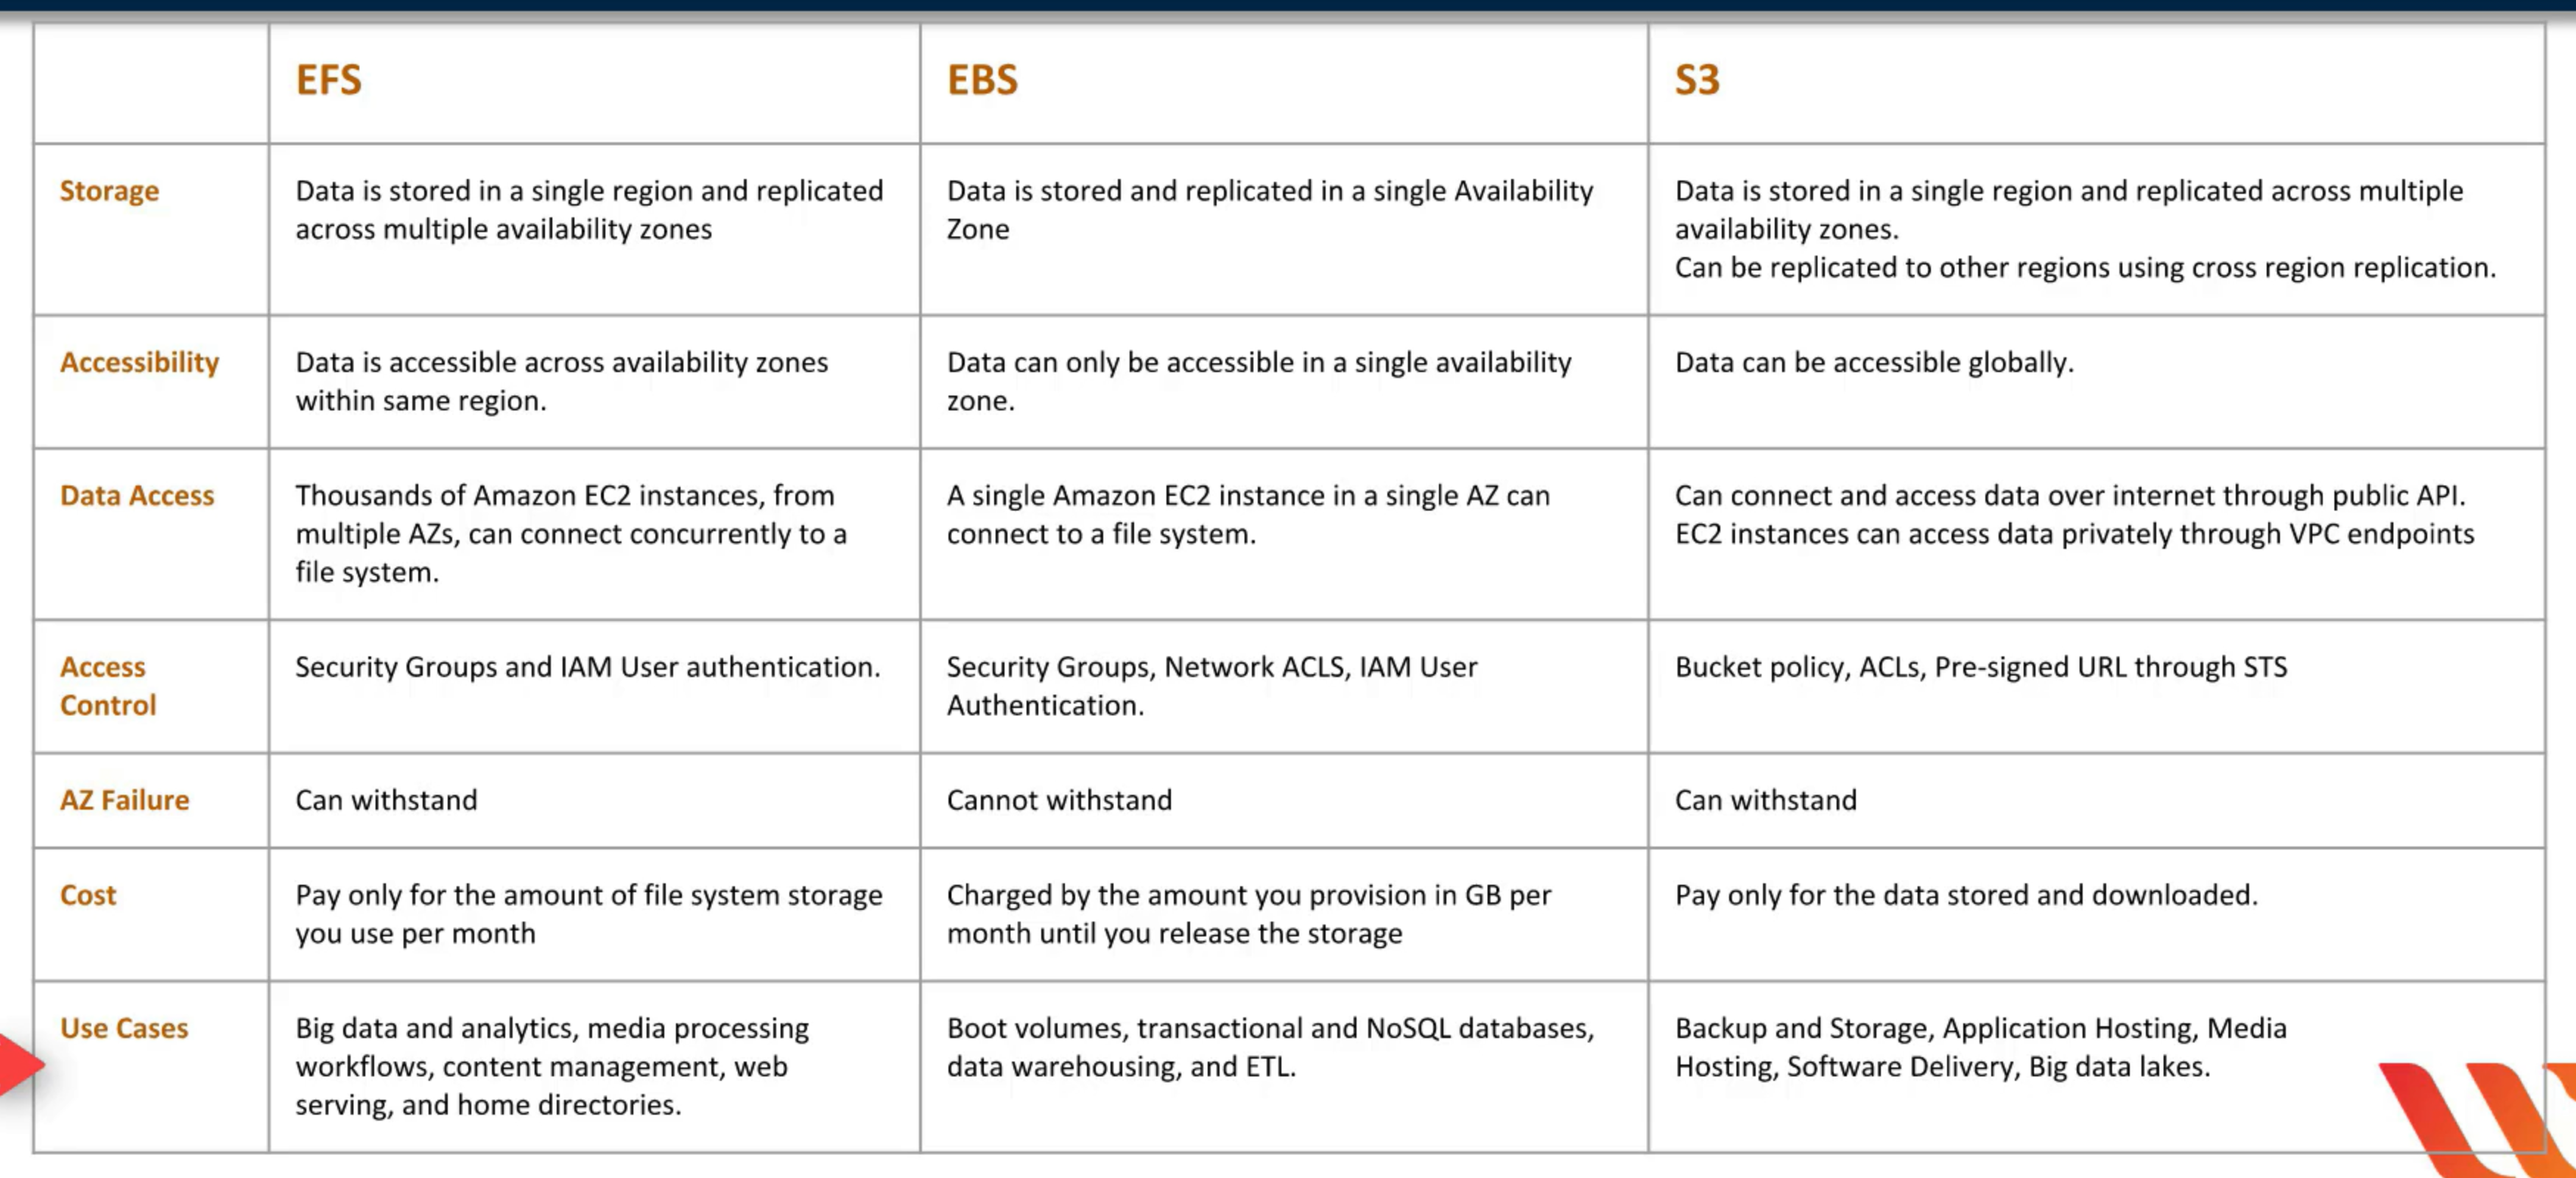 EFS
EBS
S3
Storage
Data is stored in a single region and replicated
across multiple availability zones
Data is stored and replicated in a single Availability
Zone
Data is stored in a single region and replicated across multiple
availability zones.
Can be replicated to other regions using cross region replication.
Accessibility
Data is accessible across availability zones
within same region.
Data can only be accessible in a single availability
zone.
Data can be accessible globally.
Data Access
Thousands of Amazon EC2 instances, from
multiple AZs, can connect concurrently to a
file system.
A single Amazon EC2 instance in a single AZ can
connect to a file system.
Can connect and access data over internet through public API.
EC2 instances can access data privately through VPC endpoints
Access
Control
Security Groups and IAM User authentication.
Security Groups, Network ACLS, IAM User
Authentication.
Bucket policy, ACLs, Pre-signed URL through STS
AZ Failure
Can withstand
Cannot withstand
Can withstand
Cost
Pay only for the amount of file system storage
you use per month
Charged by the amount you provision in GB per
month until you release the storage
Pay only for the data stored and downloaded.
Use Cases
Big data and analytics, media processing
workflows, content management, web
serving, and home directories.
Boot volumes, transactional and NoSQL databases,
data warehousing, and ETL.
Backup and Storage, Application Hosting, Media
Hosting, Software Delivery, Big data lakes.